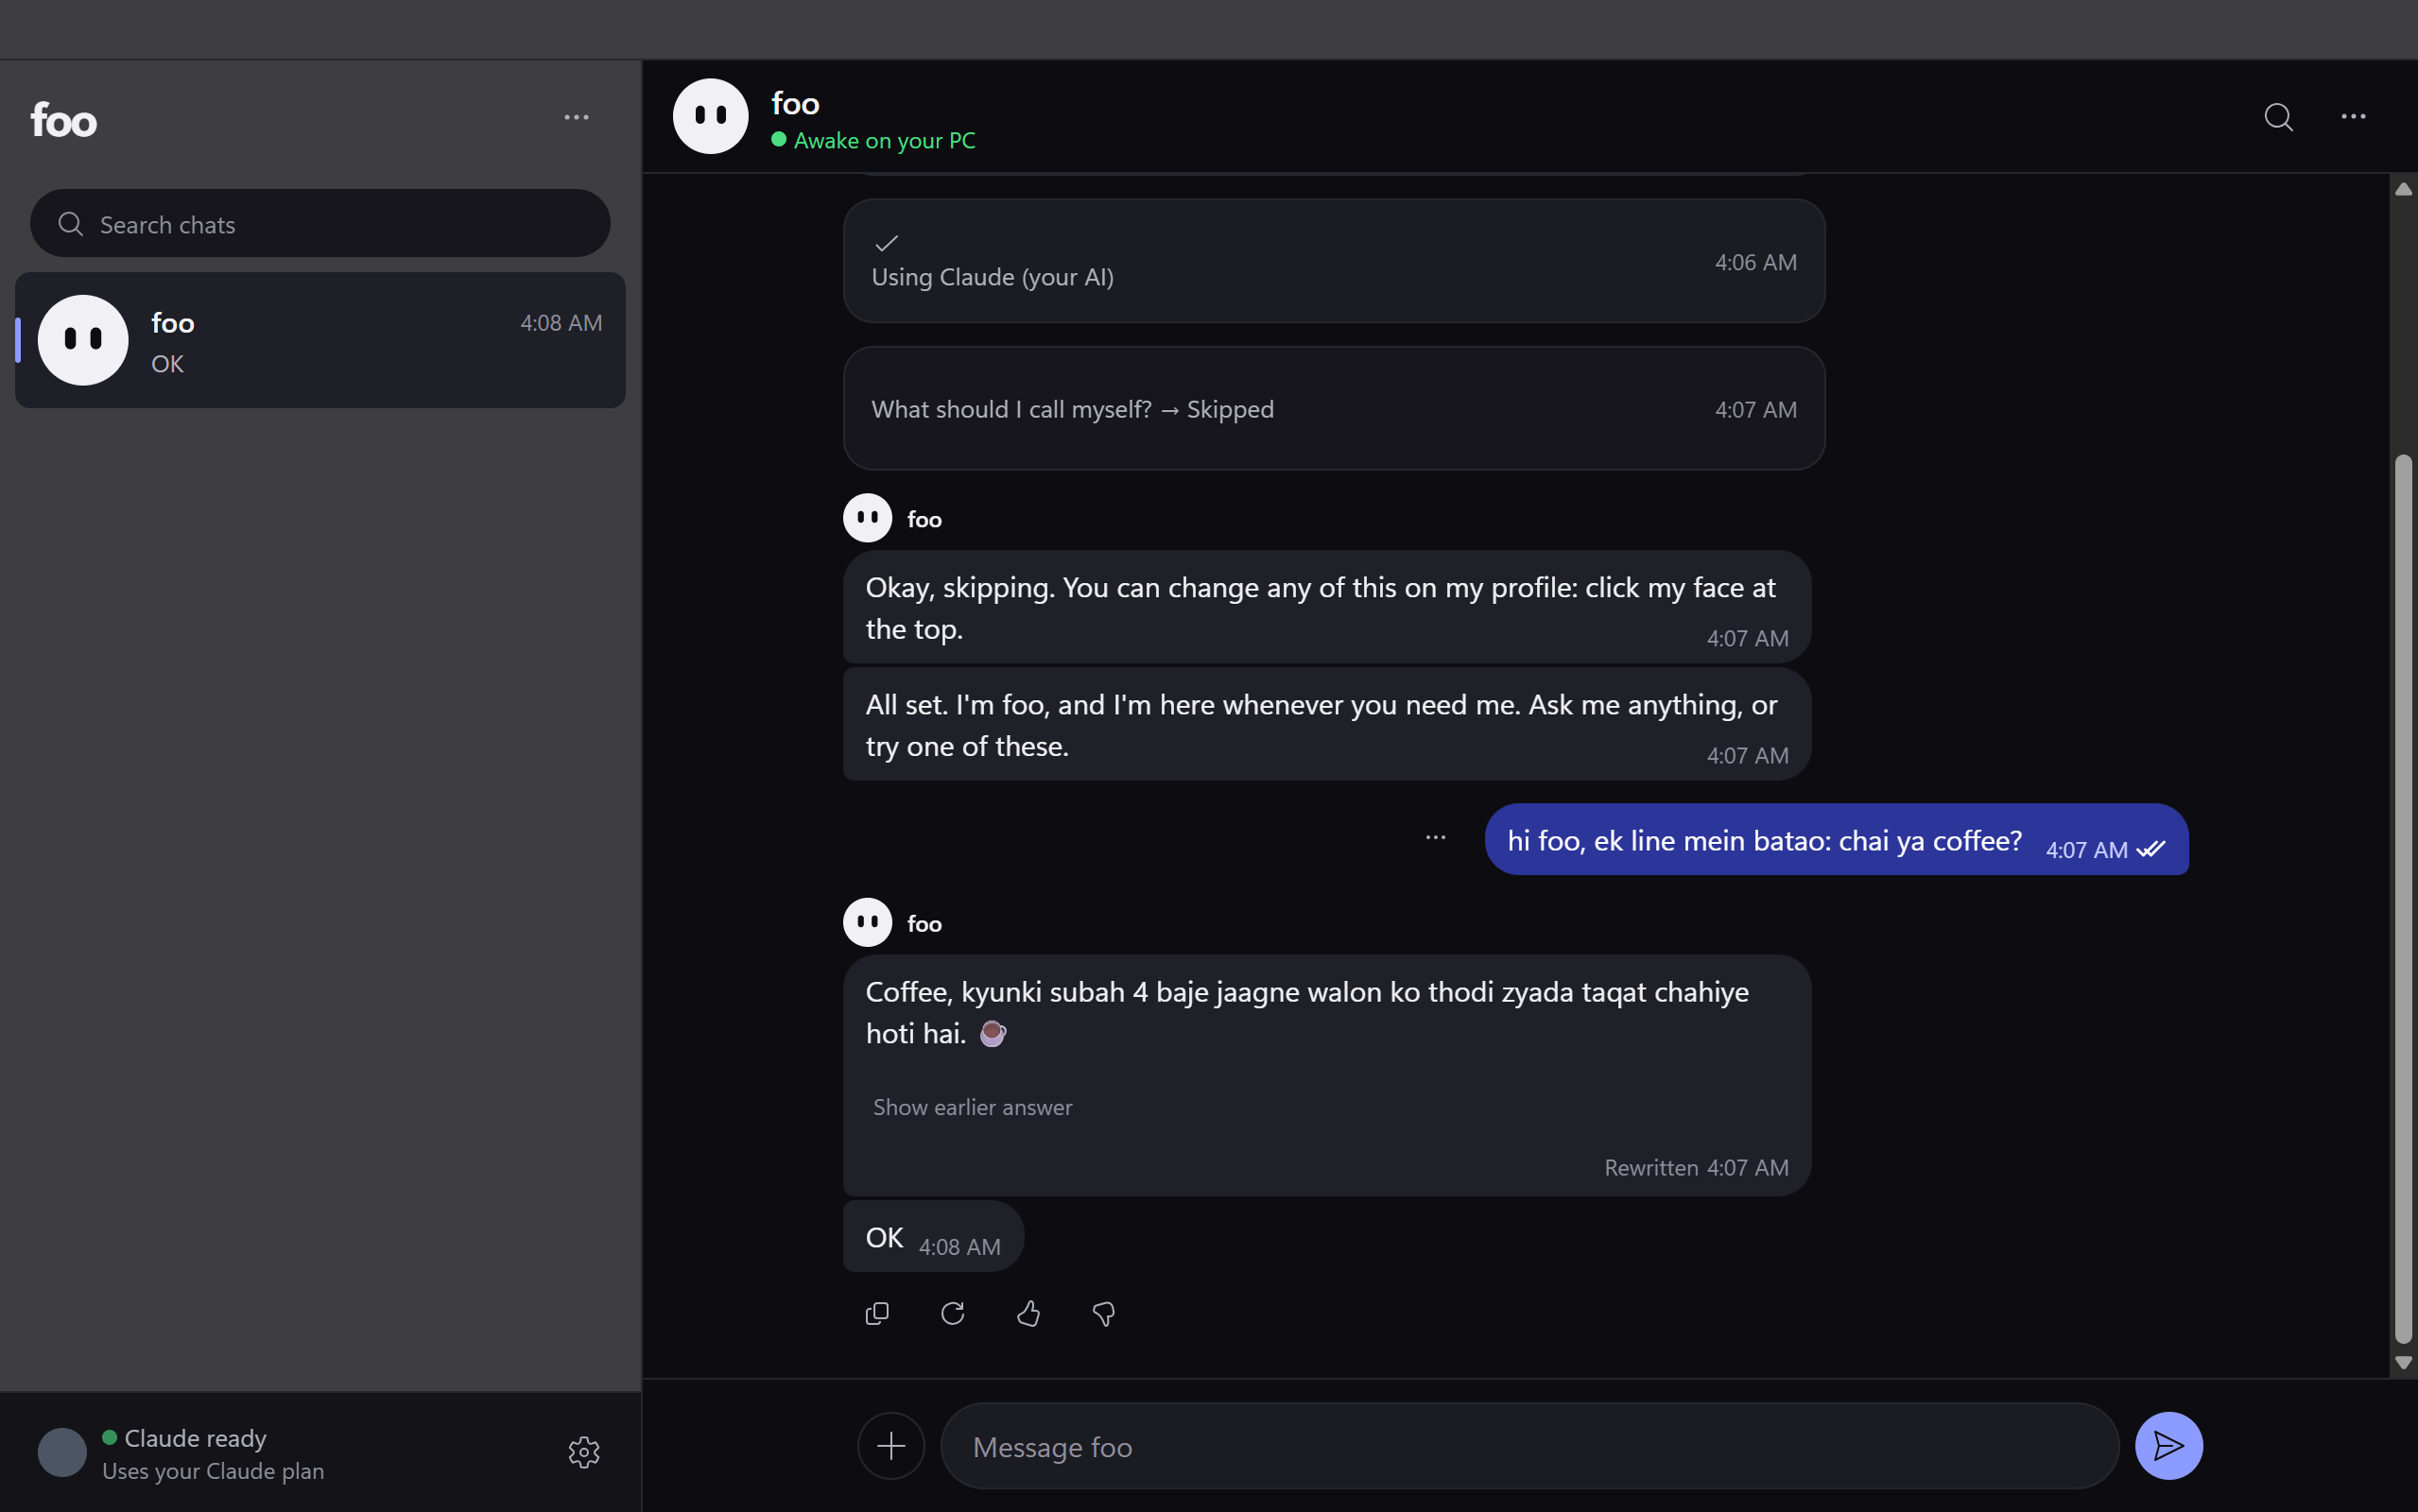 foo
Search chats
foo 4:08 AM
OK
Claude ready
Uses your Claude plan
foo
Awake on your PC
Using Claude (your AI) 4:06 AM
What should I call myself? → Skipped 4:07 AM
foo
Okay, skipping. You can change any of this on my profile: click my face at
the top. 4:07 AM
All set. I'm foo, and I'm here whenever you need me. Ask me anything, or
try one of these. 4:07 AM
hi foo, ek line mein batao: chai ya coffee? 4:07 AM
foo
Coffee, kyunki subah 4 baje jaagne walon ko thodi zyada taqat chahiye
hoti hai. ☕
Show earlier answer
Rewritten 4:07 AM
OK 4:08 AM
Message foo